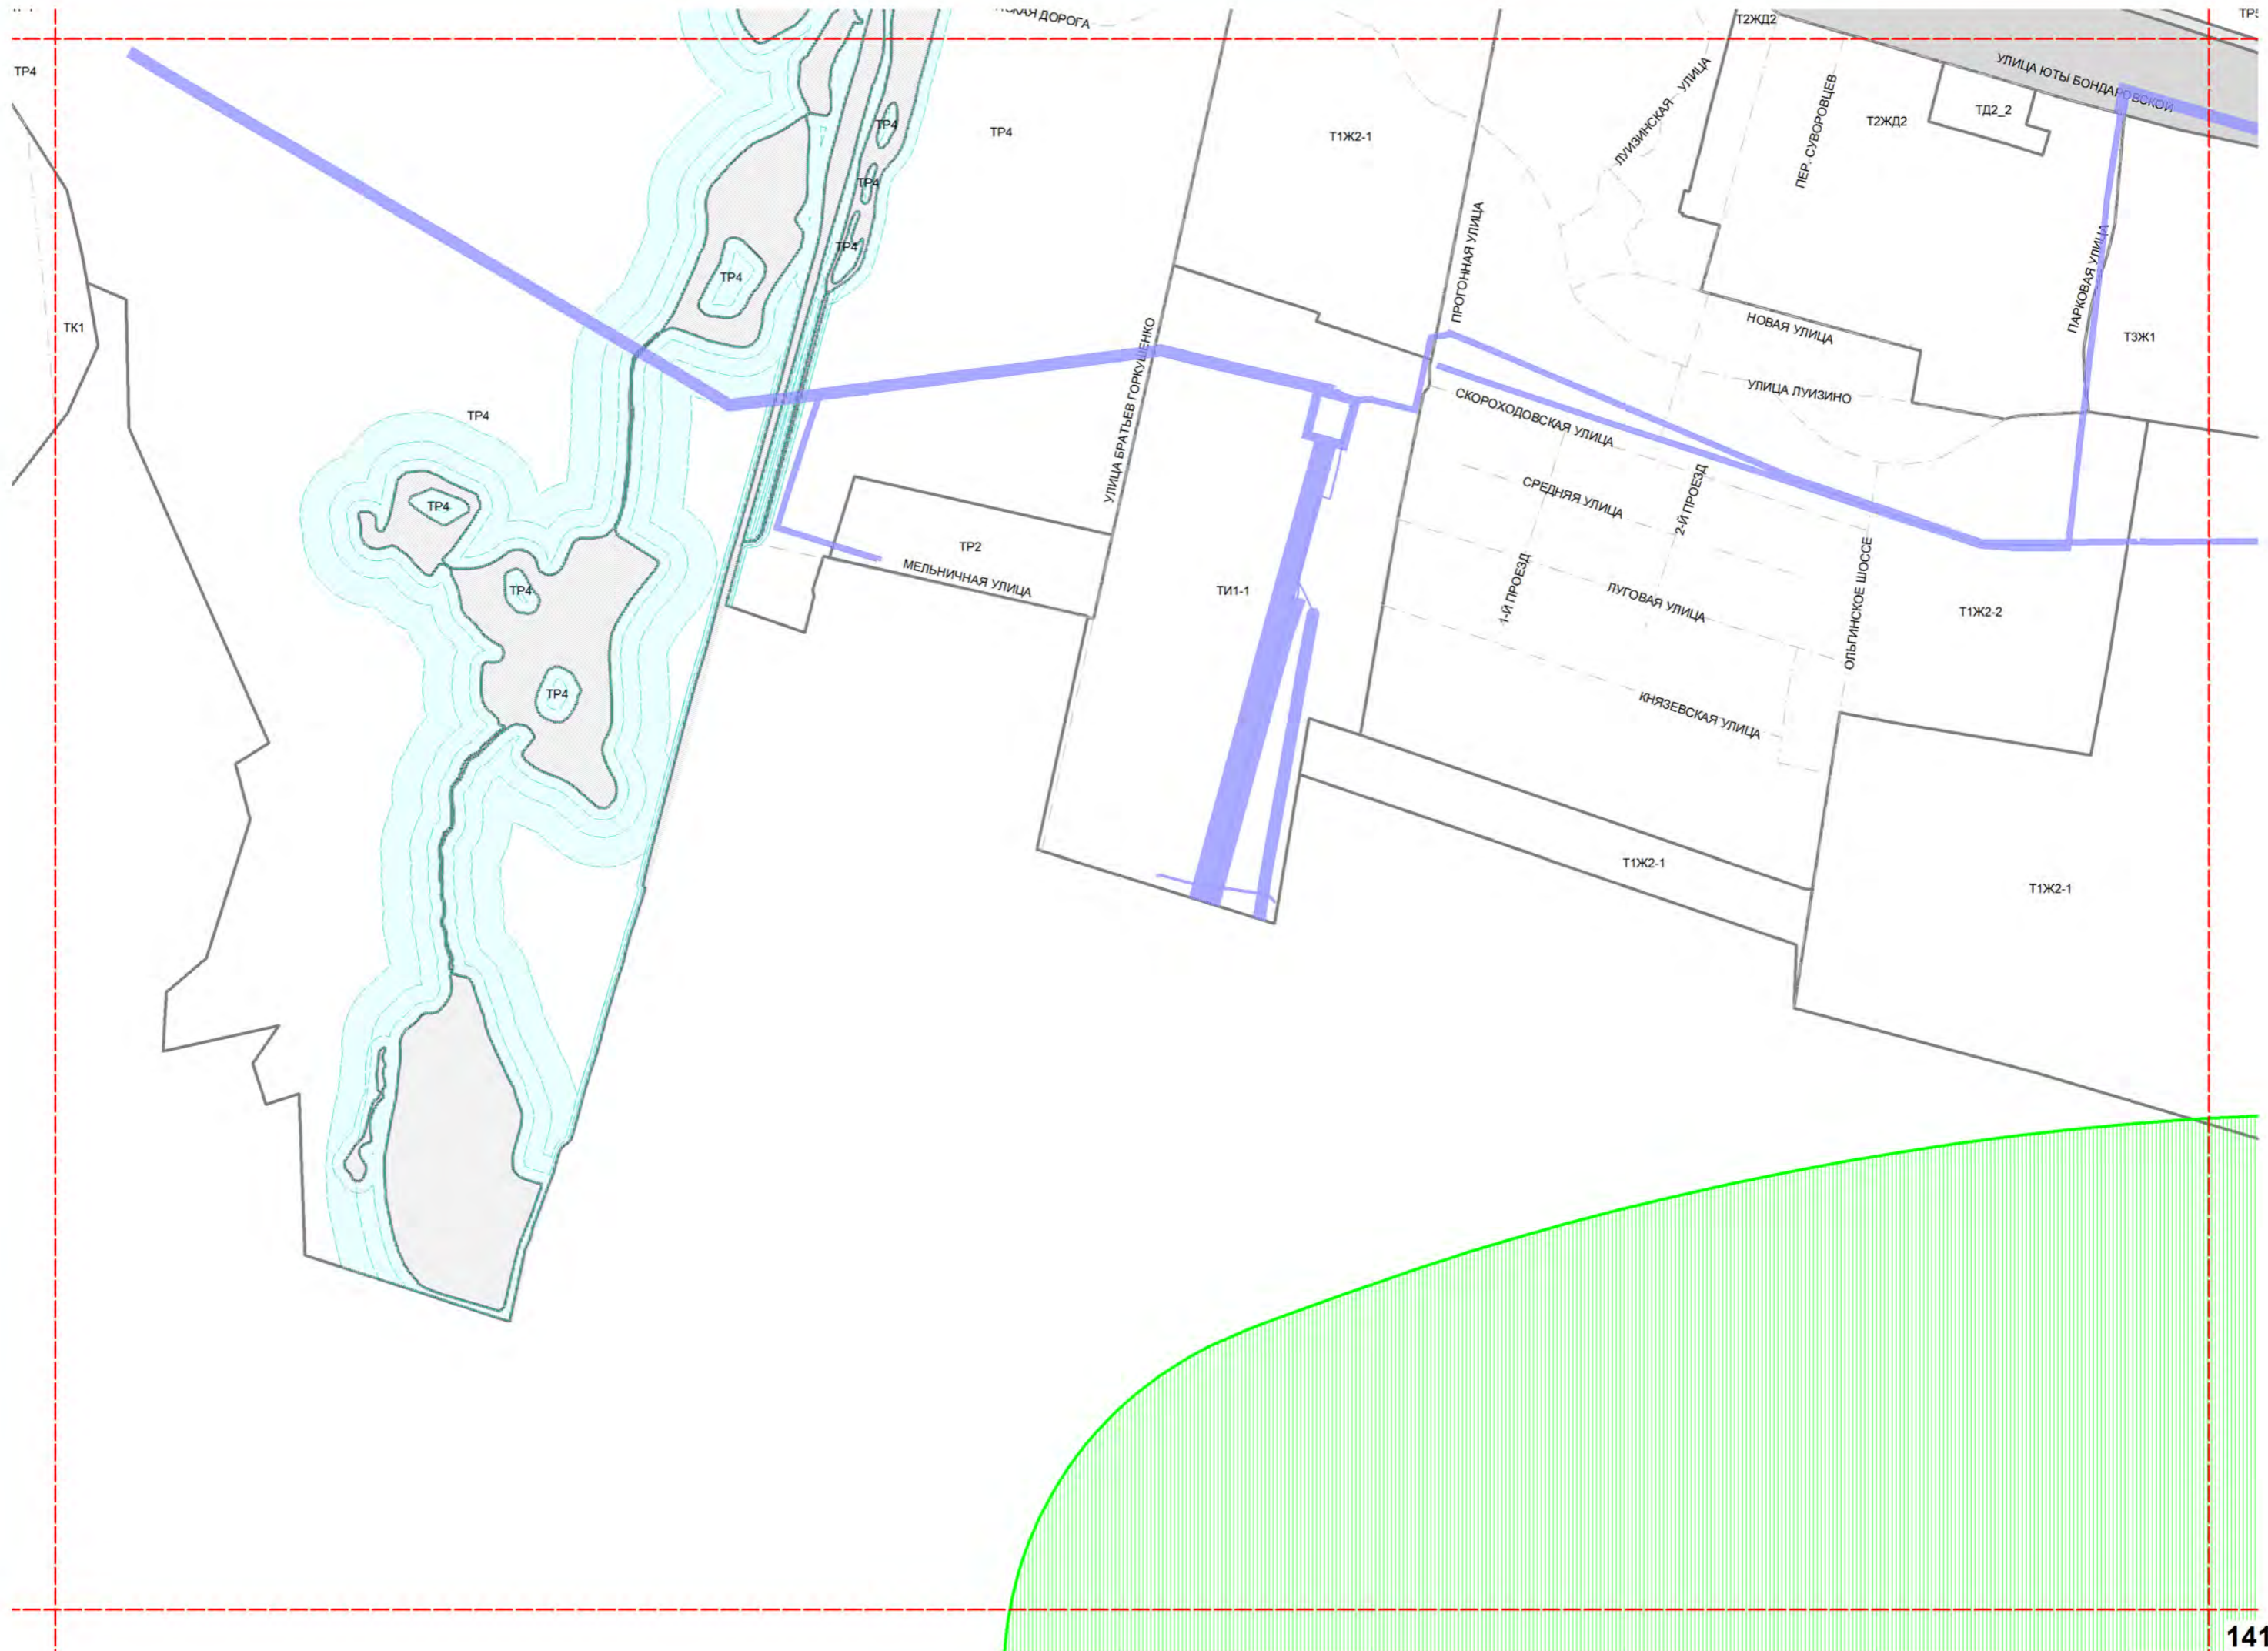 ДОРОГА
Т2ЖД2
ТР4
УЛИЦА ЮТЫ БОНДАРОВСКОЙ
ТР4
ТР4
Т1Ж2-1
ЛУИЗИНСКАЯ УЛИЦА
ПЕР. СУВОРОВЦЕВ
Т2ЖД2
ТД2_2
ТР4
ТР4
ТР4
ПРОГОННАЯ УЛИЦА
ПАРКОВАЯ УЛИЦА
ТК1
НОВАЯ УЛИЦА
Т3Ж1
УЛИЦА БРАТЬЕВ ГОРКУШЕНКО
УЛИЦА ЛУИЗИНО
ТР4
СКОРОХОДОВСКАЯ УЛИЦА
ТР4
СРЕДНЯЯ УЛИЦА
2-Й ПРОЕЗД
ТР2
МЕЛЬНИЧНАЯ УЛИЦА
ТР4
ТИ1-1
1-Й ПРОЕЗД
ЛУГОВАЯ УЛИЦА
ОЛЬГИНСКОЕ ШОССЕ
Т1Ж2-2
ТР4
КНЯЗЕВСКАЯ УЛИЦА
Т1Ж2-1
Т1Ж2-1